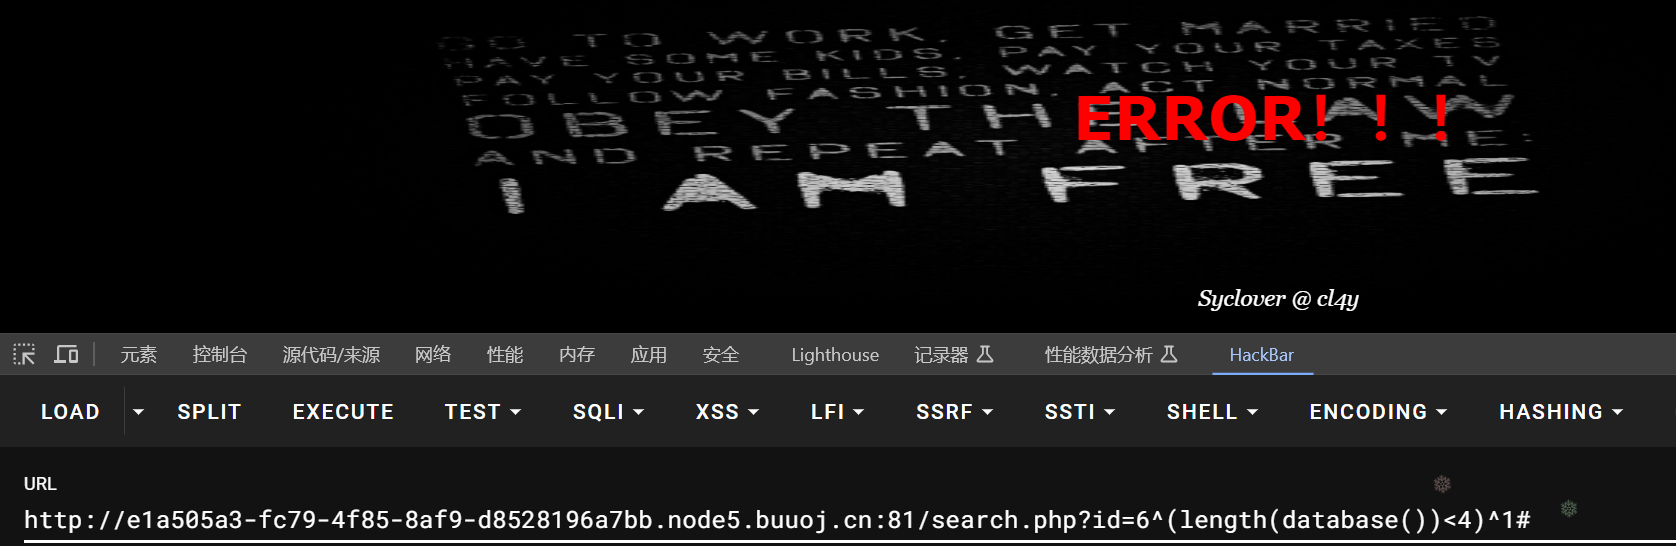 GO TO WORK, GET MARRIED
HAVE SOME KIDS, PAY YOUR TAXES
PAY YOUR BILLS, WATCH YOUR TV
FOLLOW FASHION, ACT NORMAL
OBEY THE LAW
ERROR！！！
AND REPEAT AFTER ME:
I AM FREE
Syclover @ cl4y
元素 控制台 源代码/来源 网络 性能 内存 应用 安全 Lighthouse 记录器 性能数据分析 HackBar
LOAD SPLIT EXECUTE TEST SQLI XSS LFI SSRF SSTI SHELL ENCODING HASHING
URL
http://e1a505a3-fc79-4f85-8af9-d8528196a7bb.node5.buuoj.cn:81/search.php?id=6^(length(database())<4)^1#